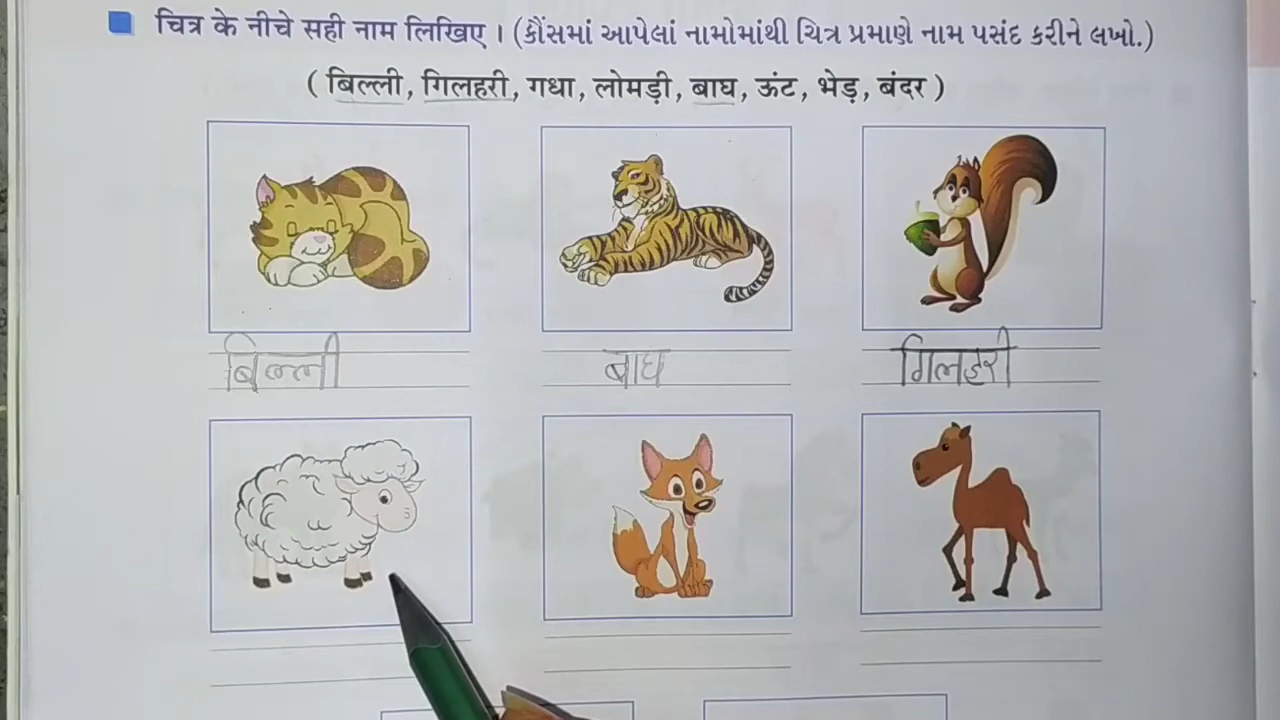 चित्र के नीचे सही नाम लिखिए । (કૌંસમાં આપેલાં નામોમાંથી ચિત્ર પ્રમાણે નામ પસંદ કરીને લખો.)
( बिल्ली, गिलहरी, गधा, लोमड़ी, बाघ, ऊंट, भेड़, बंदर )
बिल्ली बाघ गिलहरी